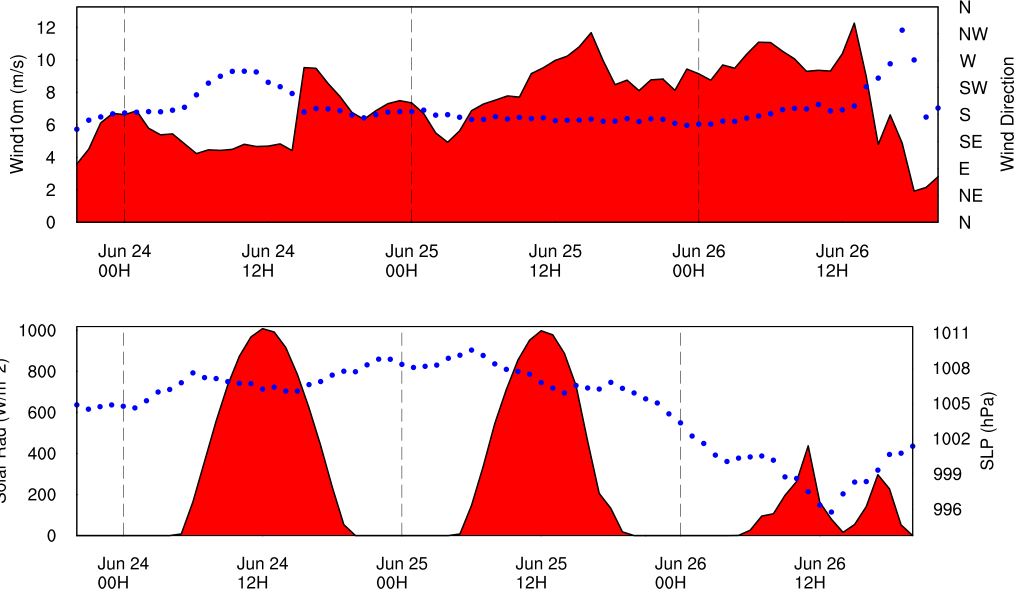 N
NW
W
SW
S
SE
E
NE
N
12
10
8
6
4
2
0
Wind10m (m/s)
Wind Direction
Jun 24 00H
Jun 24 12H
Jun 25 00H
Jun 25 12H
Jun 26 00H
Jun 26 12H
1000
800
600
400
200
0
Solar Rad (W/m^2)
1011
1008
1005
1002
999
996
SLP (hPa)
Jun 24 00H
Jun 24 12H
Jun 25 00H
Jun 25 12H
Jun 26 00H
Jun 26 12H